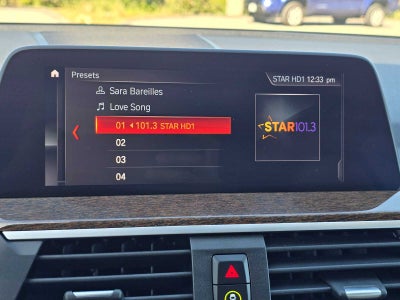 Presets
STAR HD1 12:33 pm
Sara Bareilles
Love Song
01 101.3 STAR HD1
02
03
04
STAR101.3